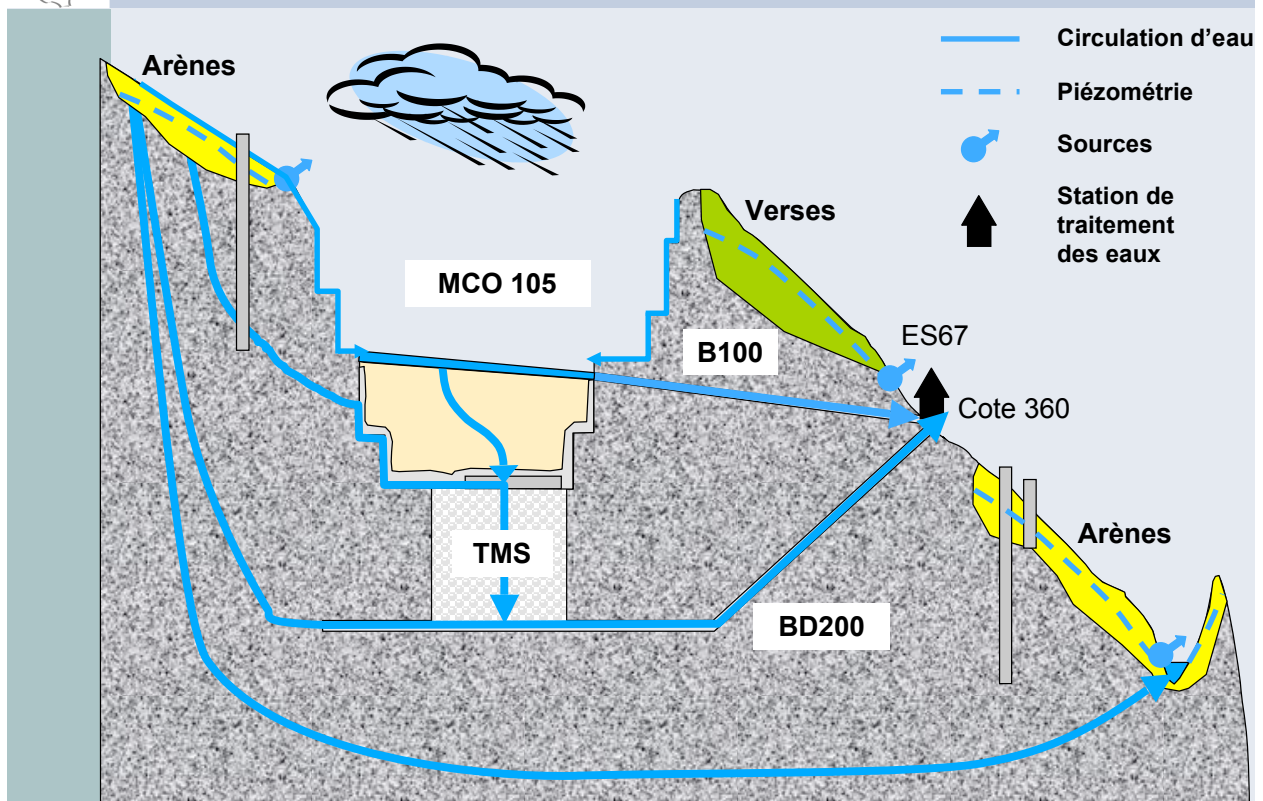 Arènes
Circulation d'eau
Piézométrie
Sources
Station de
traitement
des eaux
Verses
MCO 105
B100
ES67
Cote 360
TMS
Arènes
BD200